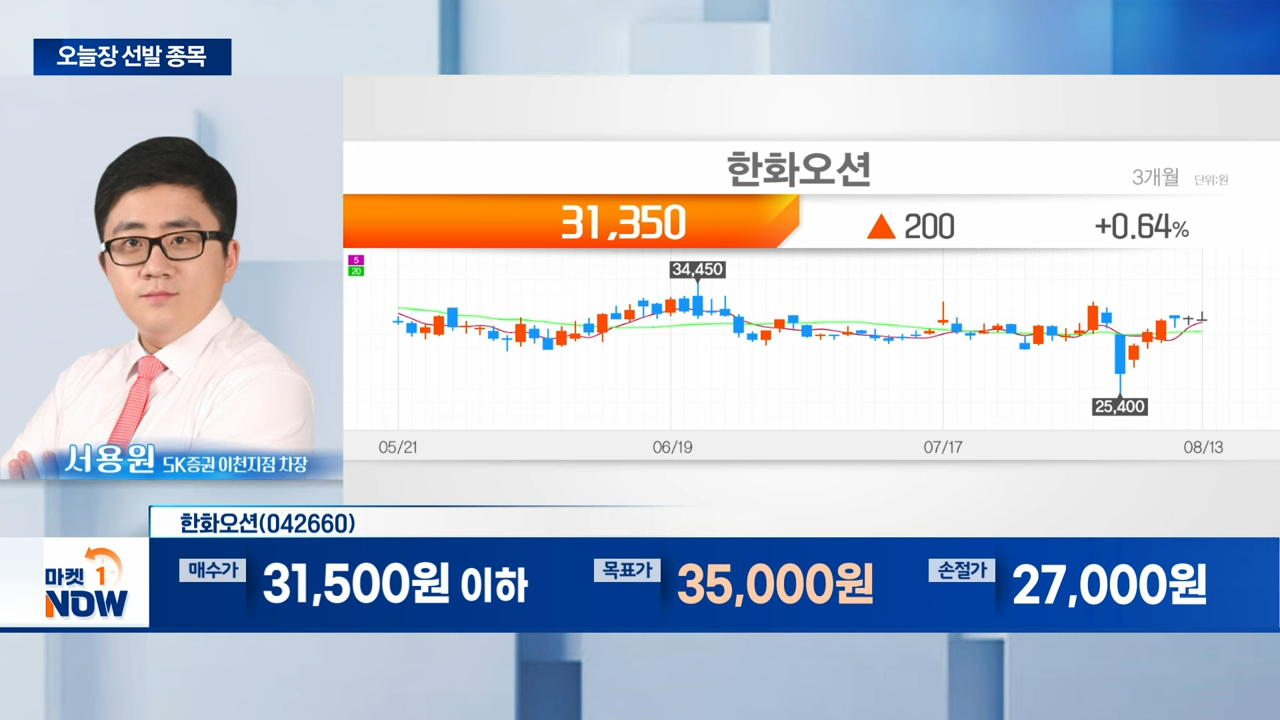 오늘장 선발 종목
한화오션
3개월 단위:원
31,350 ▲ 200 +0.64%
5
20
34,450
25,400
05/21 06/19 07/17 08/13
서용원 SK증권 이천지점 차장
한화오션(042660)
마켓 1
NOW
매수가 31,500원 이하 목표가 35,000원 손절가 27,000원